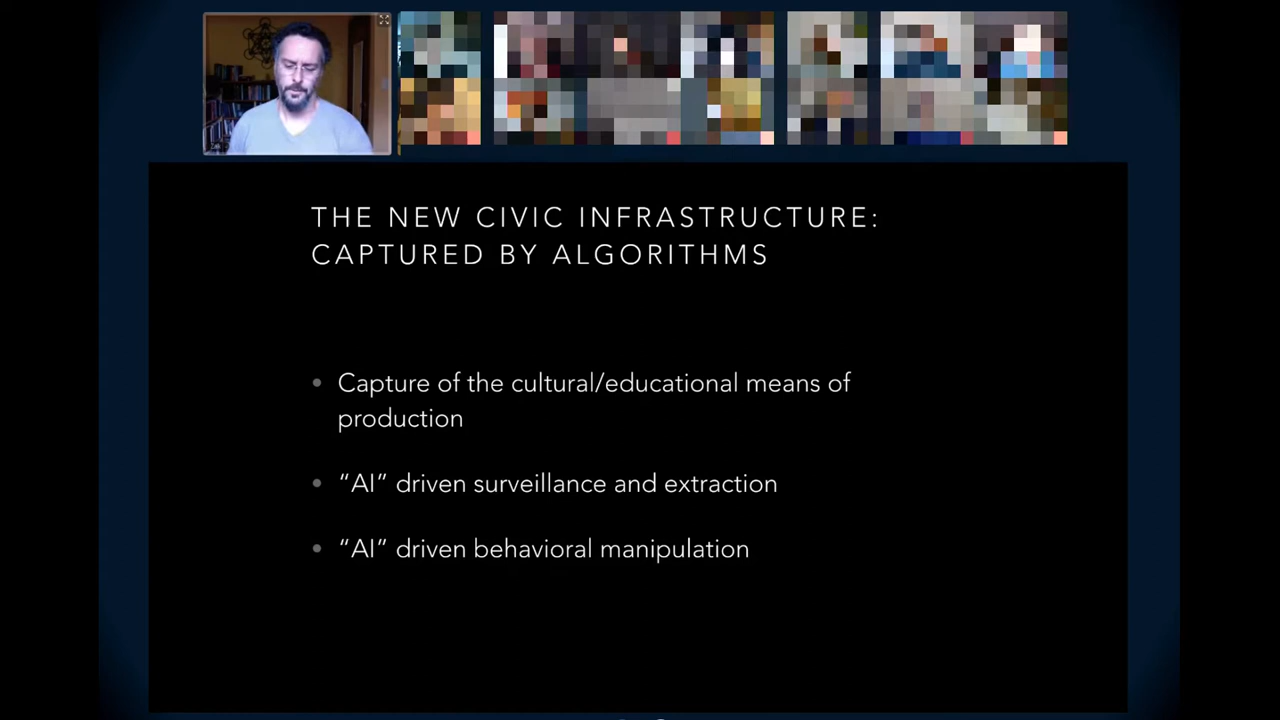 THE NEW CIVIC INFRASTRUCTURE:
CAPTURED BY ALGORITHMS
• Capture of the cultural/educational means of
production
• “AI” driven surveillance and extraction
• “AI” driven behavioral manipulation